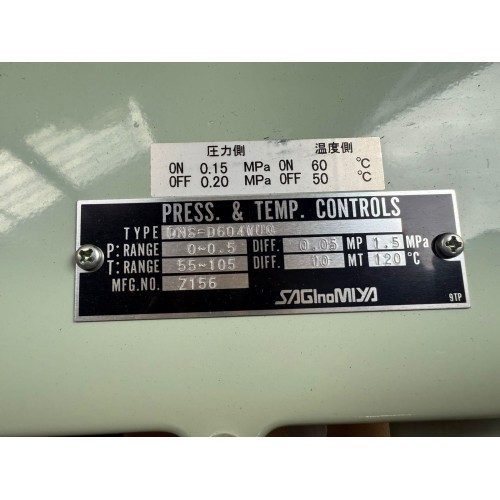 圧力側 温度側
ON 0.15 MPa ON 60 ℃
OFF 0.20 MPa OFF 50 ℃
PRESS. & TEMP. CONTROLS
TYPE
P: RANGE 0~0.5 DIFF. 0.05 MP 1.5 MPa
T: RANGE 55~105 DIFF. 10 MT 120 °C
MFG.NO. 7156
SAGInoMIYA
9TP